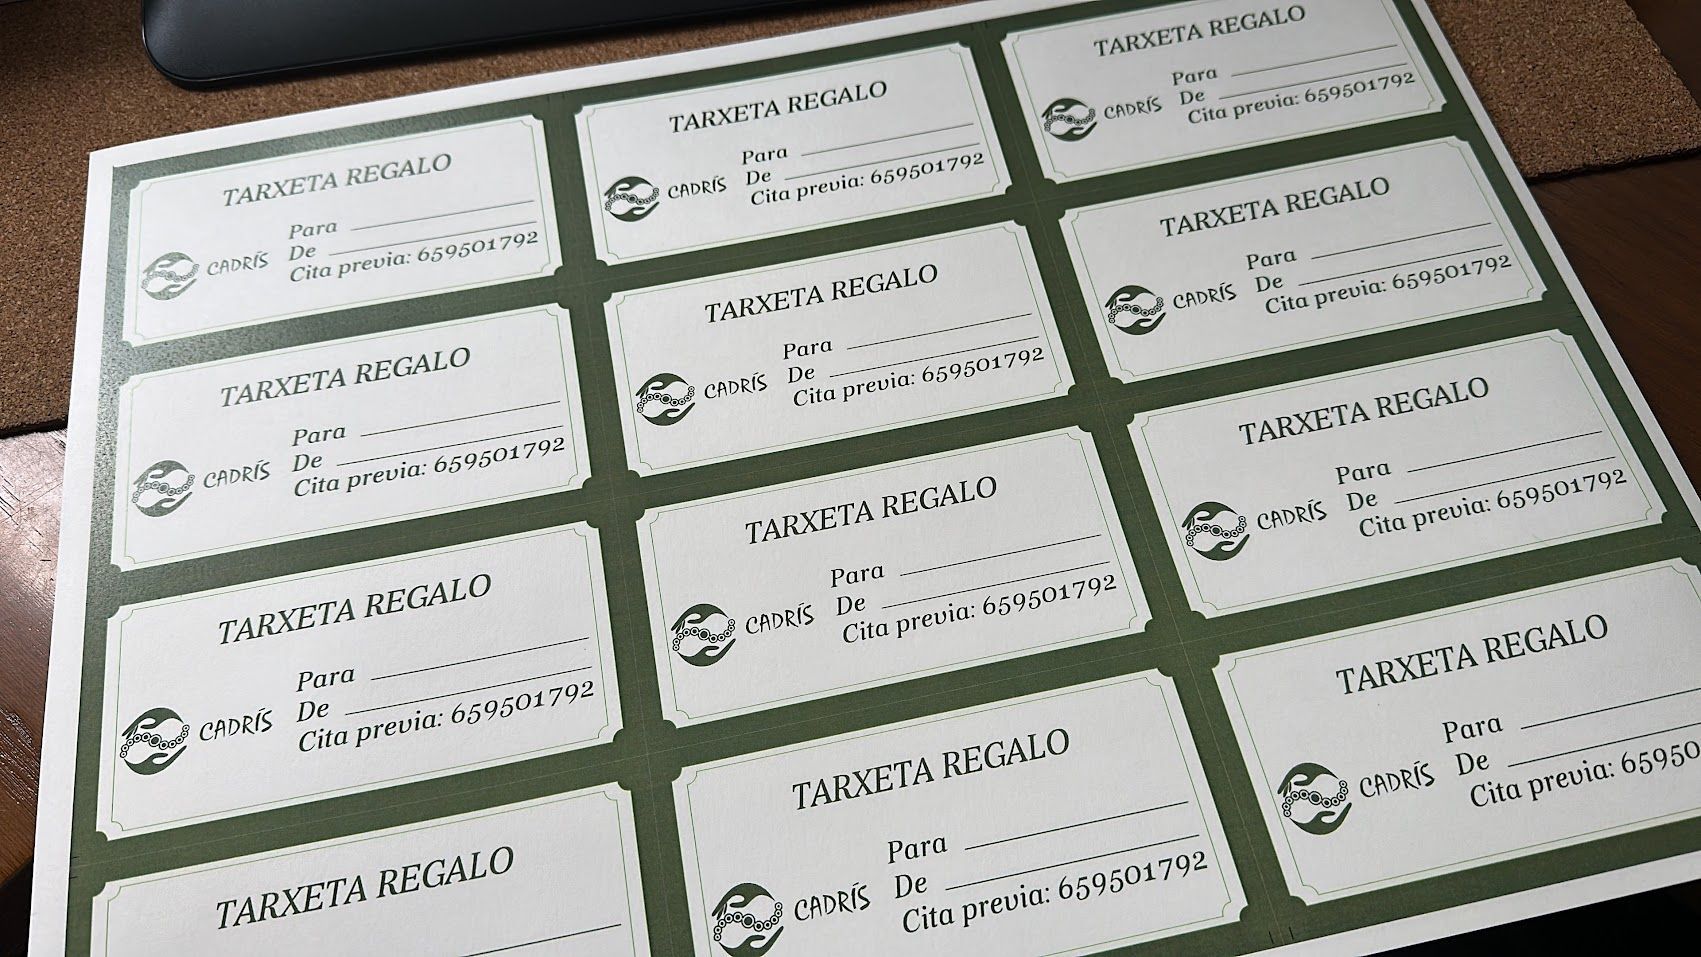 TARXETA REGALO
Para
De
CADRÍS
Cita previa: 659501792
TARXETA REGALO
Para
De
CADRÍS
Cita previa: 659501792
TARXETA REGALO
Para
De
CADRÍS
Cita previa: 659501792
TARXETA REGALO
Para
De
CADRÍS
Cita previa: 659501792
TARXETA REGALO
Para
De
CADRÍS
Cita previa: 659501792
TARXETA REGALO
Para
De
CADRÍS
Cita previa: 659501792
TARXETA REGALO
Para
De
CADRÍS
Cita previa: 659501792
TARXETA REGALO
Para
De
CADRÍS
Cita previa: 659501792
TARXETA REGALO
Para
De
CADRÍS
Cita previa: 659501792
TARXETA REGALO
TARXETA REGALO
Para
De
CADRÍS
Cita previa: 659501792
TARXETA REGALO
Para
De
CADRÍS
Cita previa: 65950